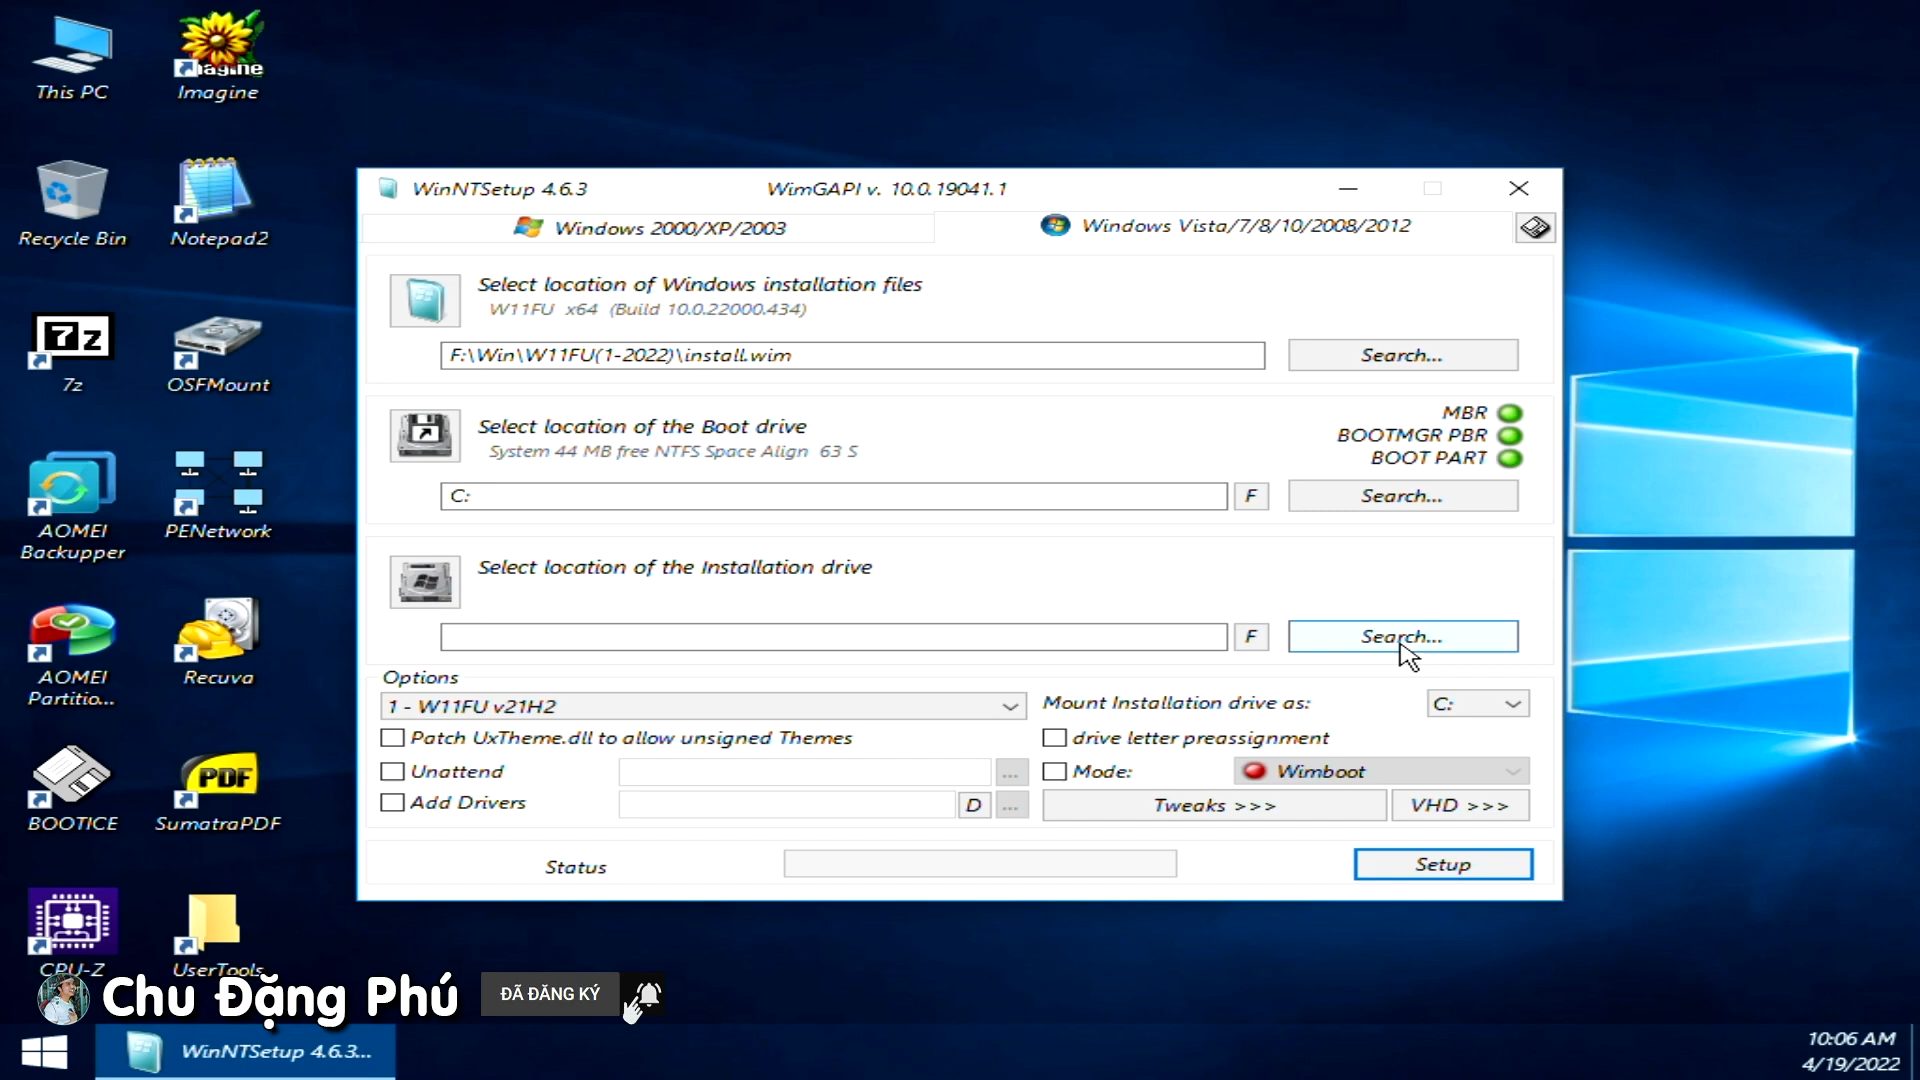 This PC
Imagine
Recycle Bin
Notepad2
7z
OSFMount
AOMEI
Backupper
PENetwork
AOMEI
Partitio...
Recuva
BOOTICE
PDF
SumatraPDF
CPU-Z
UserTools
WinNTSetup 4.6.3
WimGAPI v. 10.0.19041.1
Windows 2000/XP/2003
Windows Vista/7/8/10/2008/2012
Select location of Windows installation files
W11FU x64 (Build 10.0.22000.434)
F:\Win\W11FU(1-2022)\install.wim
Search...
Select location of the Boot drive
System 44 MB free NTFS Space Align 63 S
MBR
BOOTMGR PBR
BOOT PART
C:
F
Search...
Select location of the Installation drive
F
Search...
Options
1 - W11FU v21H2
Mount Installation drive as:
C:
Patch UxTheme.dll to allow unsigned Themes
drive letter preassignment
Unattend
...
Mode:
Wimboot
Add Drivers
D
...
Tweaks >>>
VHD >>>
Status
Setup
Chu Đặng Phú
ĐÃ ĐĂNG KÝ
WinNTSetup 4.6.3...
10:06 AM
4/19/2022